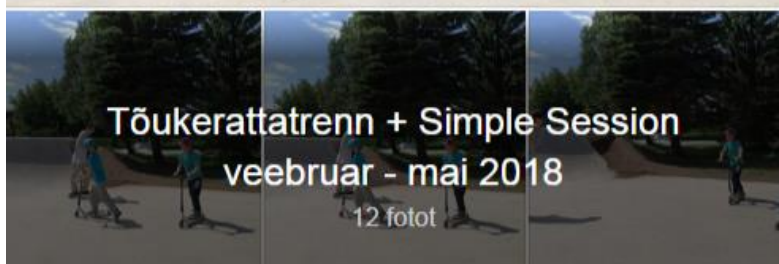 Tõukerattatrenn + Simple Session
veebruar - mai 2018
12 fotot